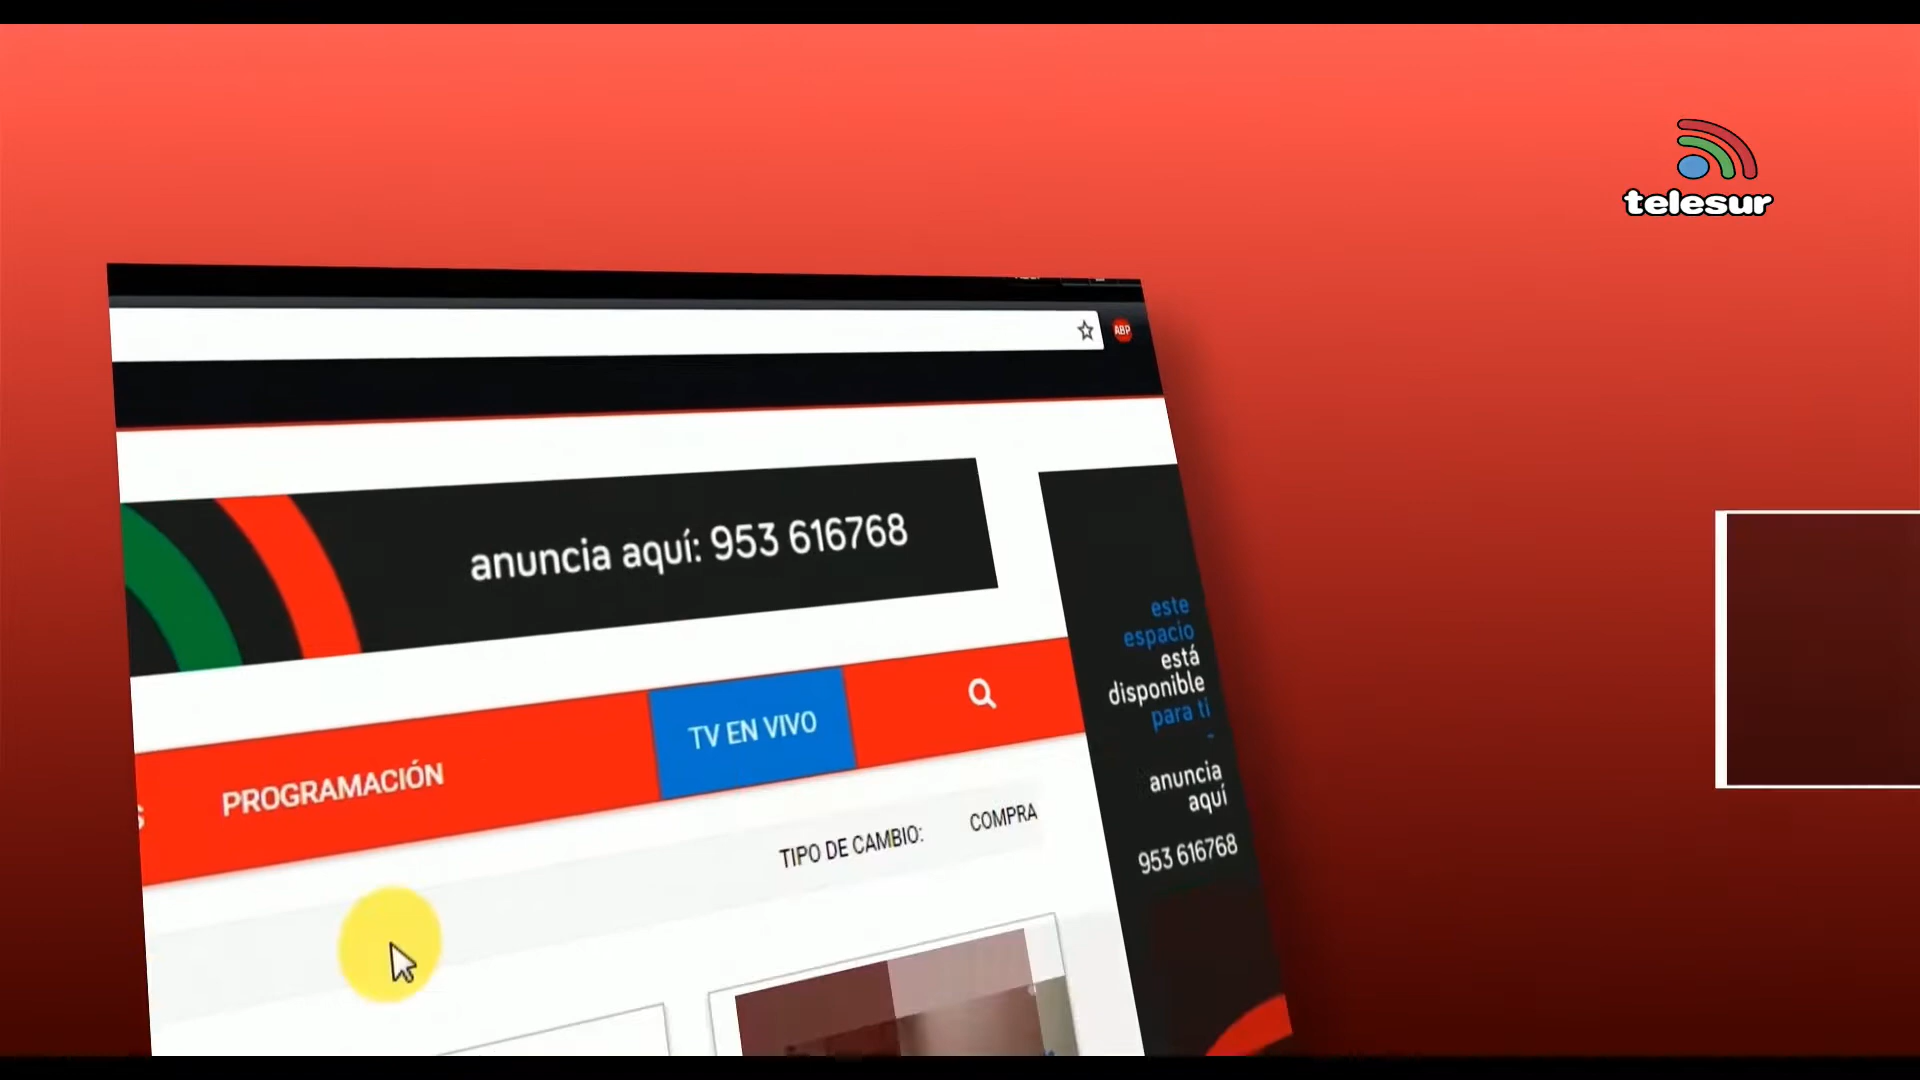 telesur
ABP
anuncia aquí: 953 616768
este
espacio
está
disponible
para ti
-
anuncia
aquí
953 616768
PROGRAMACIÓN
TV EN VIVO
TIPO DE CAMBIO:
COMPRA